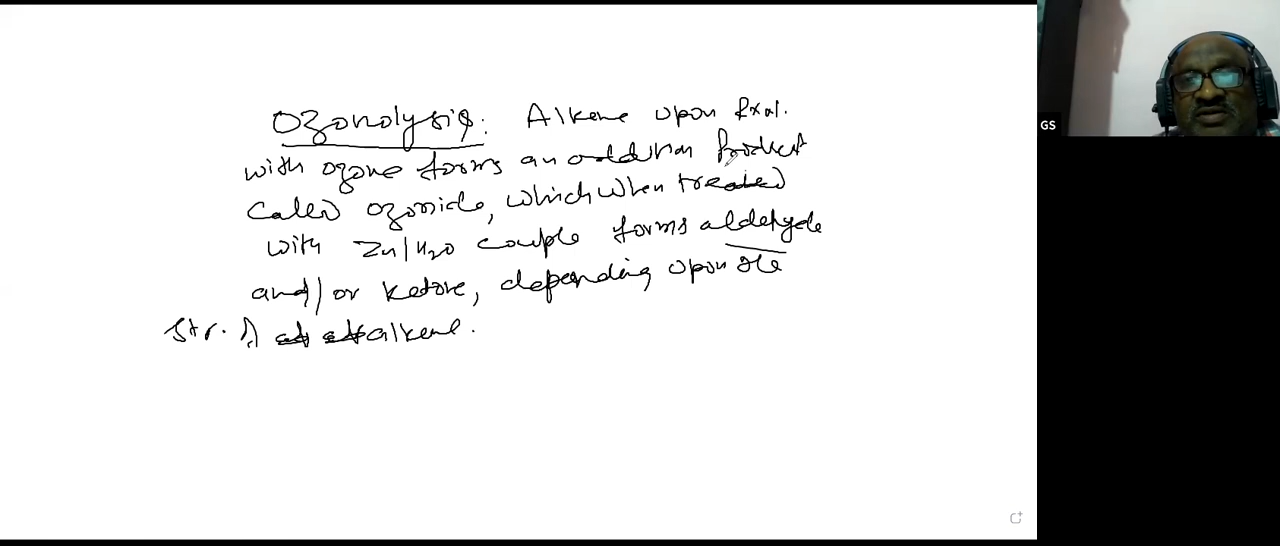 Ozonolysis: Alkene upon Rxn.
with ozone forms an addition Product
Called ozonide, which when treated
with Zn/H2O couple forms aldehyde
and/or ketone, depending upon the
Str. of alkene.
GS